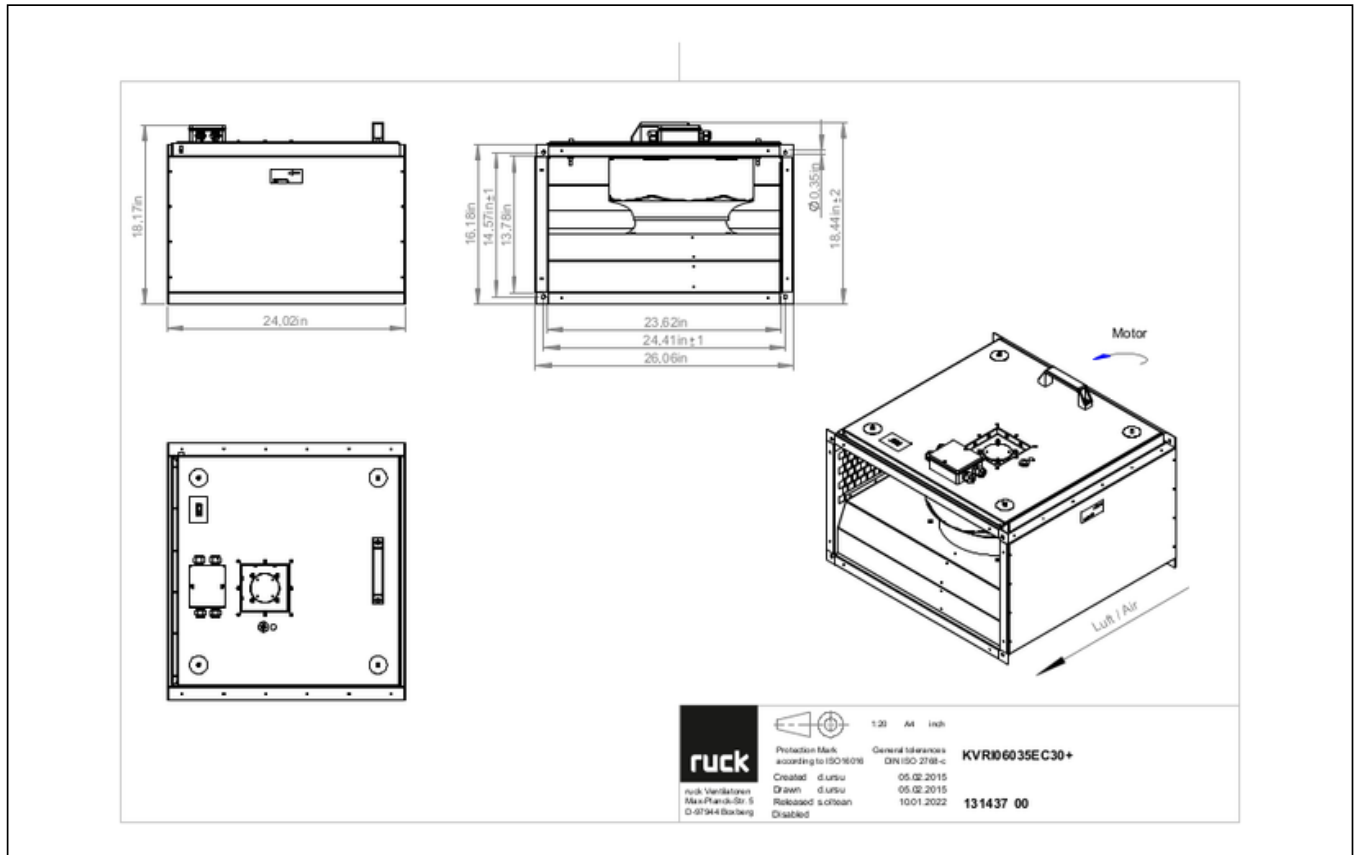 18,17in
24,02in
16,18in
14,57in±1
13,78in
Ø 0,35in
18,44in±2
23,62in
24,41in±1
26,06in
Motor
Luft / Air
ruck
ruck Ventilatoren
Max-Planck-Str. 5
D-97944 Boxberg
1:20 A4 inch
Protection Mark
according to ISO16016
General tolerances
DIN ISO 2768-c
KVRI06035EC30+
Created d.ursu 05.02.2015
Drawn d.ursu 05.02.2015
Released s.oltean 10.01.2022
Disabled
131437 00